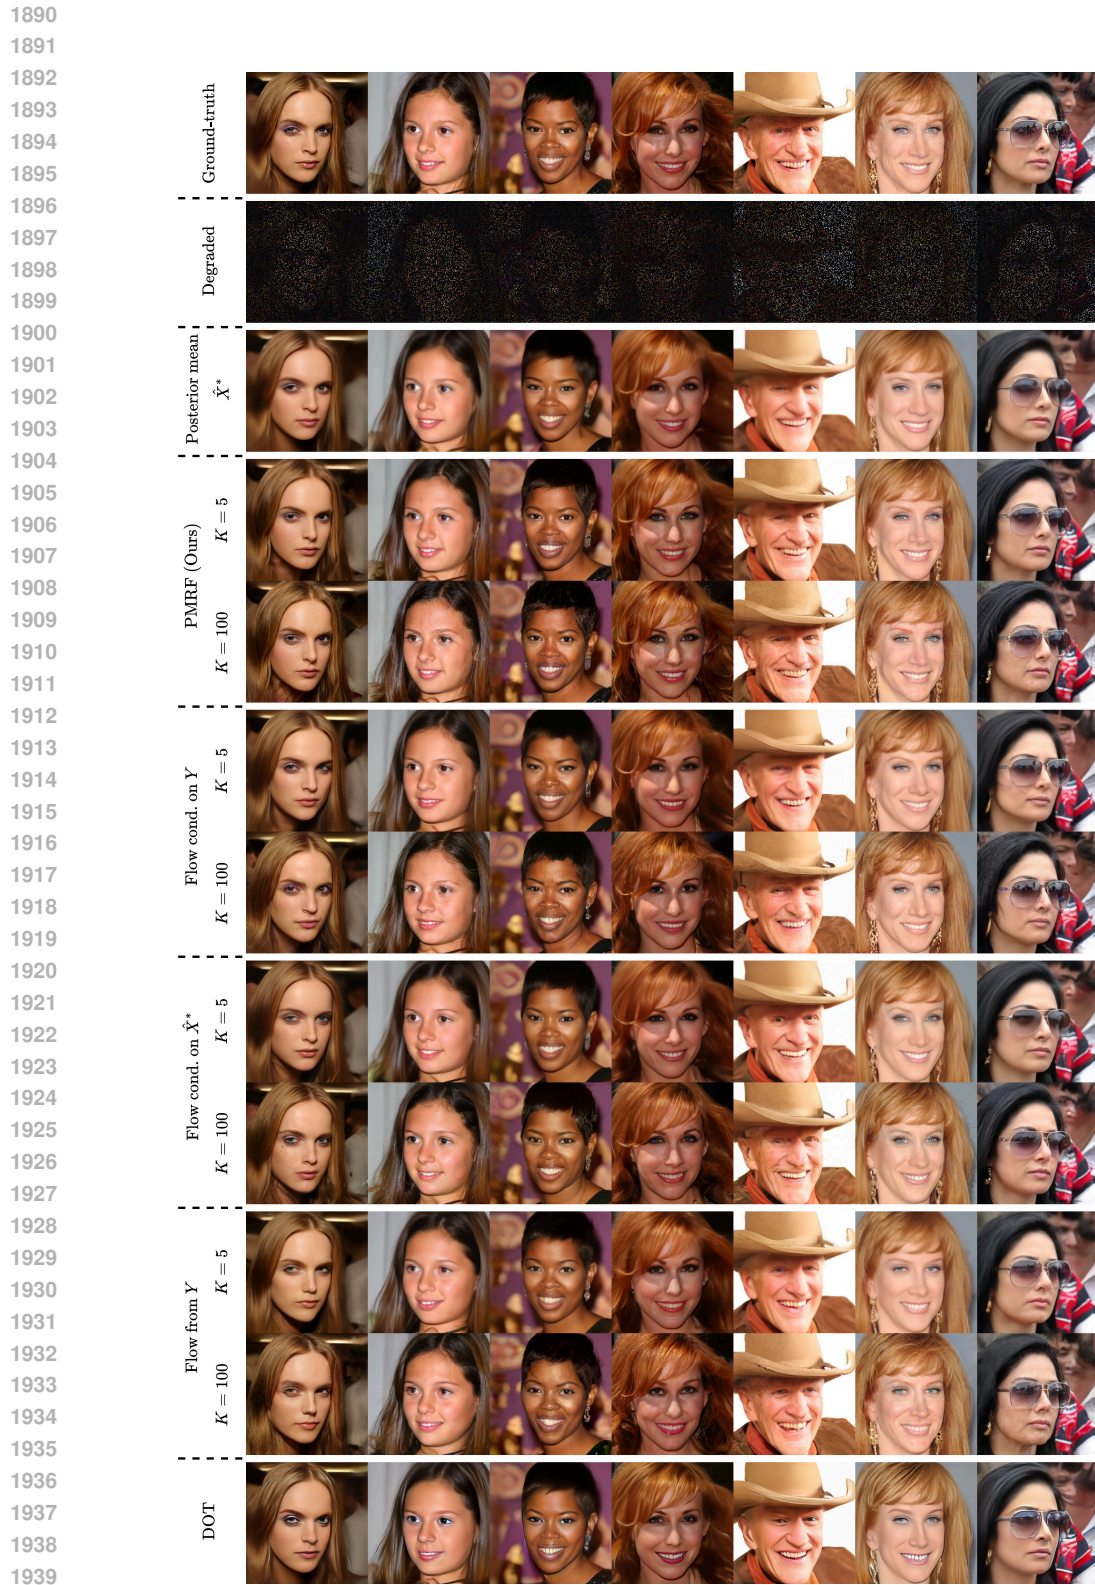 1890
1891
1892
1893
1894
1895
1896
1897
1898
1899
1900
1901
1902
1903
1904
1905
1906
1907
1908
1909
1910
1911
1912
1913
1914
1915
1916
1917
1918
1919
1920
1921
1922
1923
1924
1925
1926
1927
1928
1929
1930
1931
1932
1933
1934
1935
1936
1937
1938
1939
Ground-truth
Degraded
Posterior mean
X̂*
PMRF (Ours)
K = 5
K = 100
Flow cond. on Y
K = 5
K = 100
Flow cond. on X̂*
K = 5
K = 100
Flow from Y
K = 5
K = 100
DOT